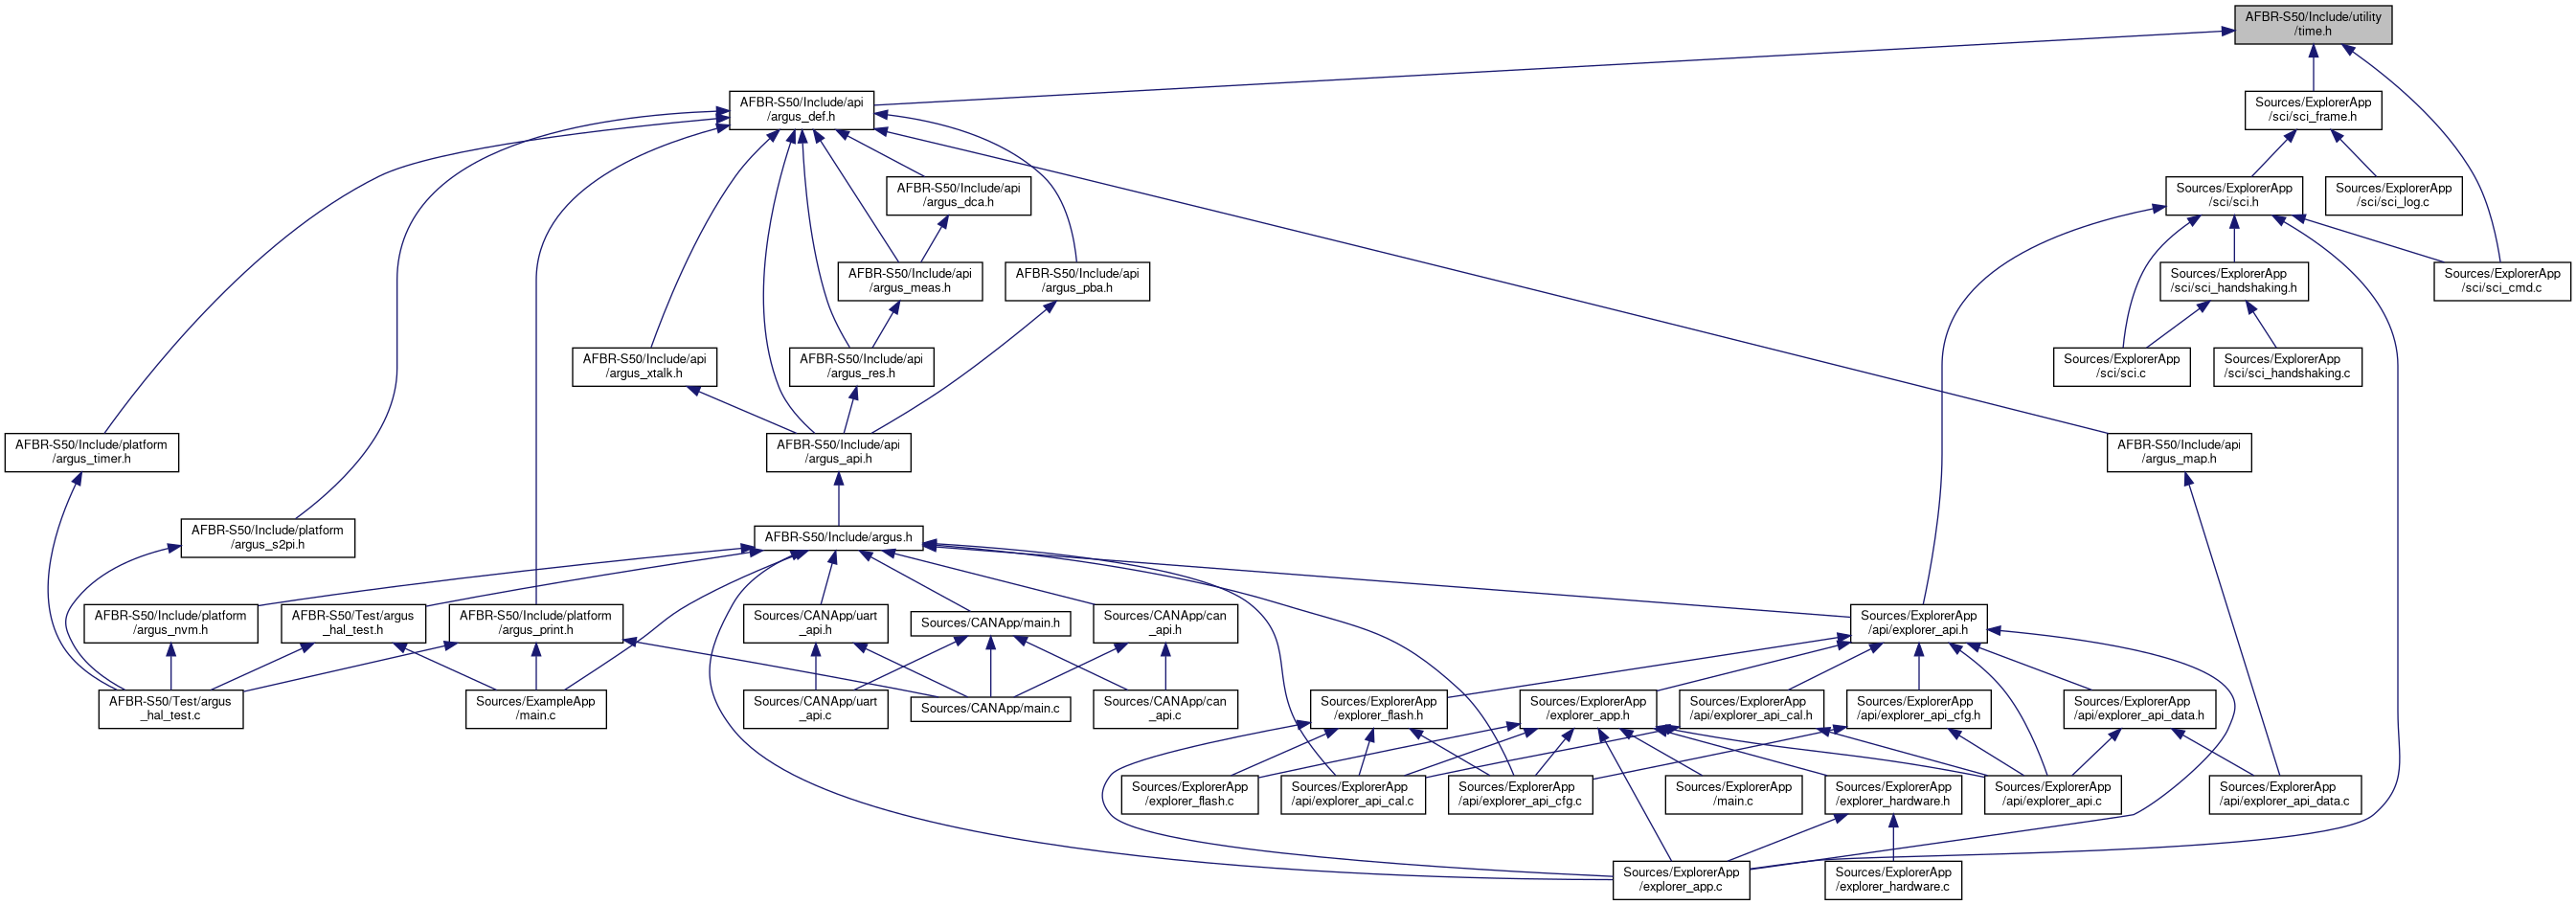 AFBR-S50/Include/utility
/time.h
AFBR-S50/Include/api
/argus_def.h
Sources/ExplorerApp
/sci/sci_frame.h
AFBR-S50/Include/api
/argus_dca.h
Sources/ExplorerApp
/sci/sci.h
Sources/ExplorerApp
/sci/sci_log.c
AFBR-S50/Include/api
/argus_meas.h
AFBR-S50/Include/api
/argus_pba.h
Sources/ExplorerApp
/sci/sci_handshaking.h
Sources/ExplorerApp
/sci/sci_cmd.c
AFBR-S50/Include/api
/argus_xtalk.h
AFBR-S50/Include/api
/argus_res.h
Sources/ExplorerApp
/sci/sci.c
Sources/ExplorerApp
/sci/sci_handshaking.c
AFBR-S50/Include/platform
/argus_timer.h
AFBR-S50/Include/api
/argus_api.h
AFBR-S50/Include/api
/argus_map.h
AFBR-S50/Include/platform
/argus_s2pi.h
AFBR-S50/Include/argus.h
AFBR-S50/Include/platform
/argus_nvm.h
AFBR-S50/Test/argus
_hal_test.h
AFBR-S50/Include/platform
/argus_print.h
Sources/CANApp/uart
_api.h
Sources/CANApp/main.h
Sources/CANApp/can
_api.h
Sources/ExplorerApp
/api/explorer_api.h
AFBR-S50/Test/argus
_hal_test.c
Sources/ExampleApp
/main.c
Sources/CANApp/uart
_api.c
Sources/CANApp/main.c
Sources/CANApp/can
_api.c
Sources/ExplorerApp
/explorer_flash.h
Sources/ExplorerApp
/explorer_app.h
Sources/ExplorerApp
/api/explorer_api_cal.h
Sources/ExplorerApp
/api/explorer_api_cfg.h
Sources/ExplorerApp
/api/explorer_api_data.h
Sources/ExplorerApp
/explorer_flash.c
Sources/ExplorerApp
/api/explorer_api_cal.c
Sources/ExplorerApp
/api/explorer_api_cfg.c
Sources/ExplorerApp
/main.c
Sources/ExplorerApp
/explorer_hardware.h
Sources/ExplorerApp
/api/explorer_api.c
Sources/ExplorerApp
/api/explorer_api_data.c
Sources/ExplorerApp
/explorer_app.c
Sources/ExplorerApp
/explorer_hardware.c